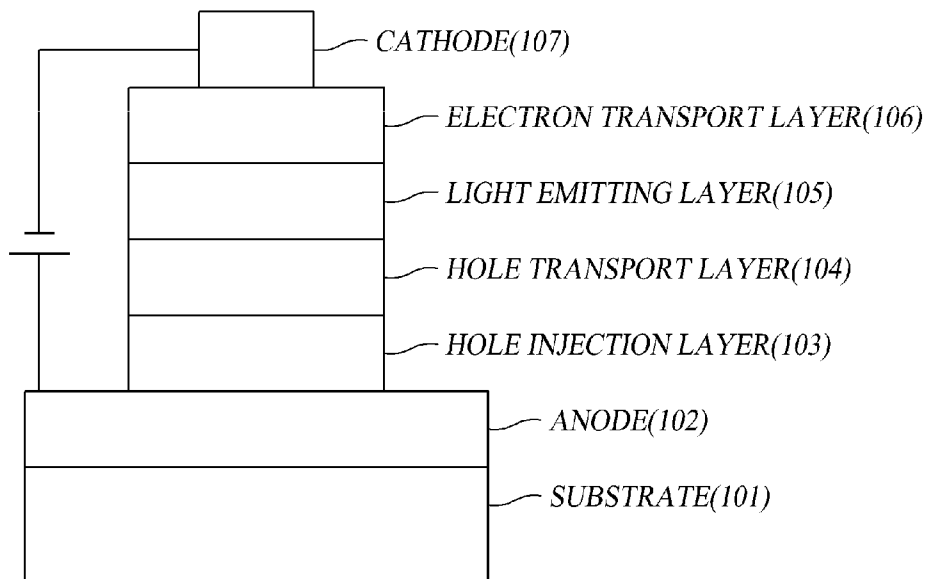 CATHODE(107)
ELECTRON TRANSPORT LAYER(106)
LIGHT EMITTING LAYER(105)
HOLE TRANSPORT LAYER(104)
HOLE INJECTION LAYER(103)
ANODE(102)
SUBSTRATE(101)